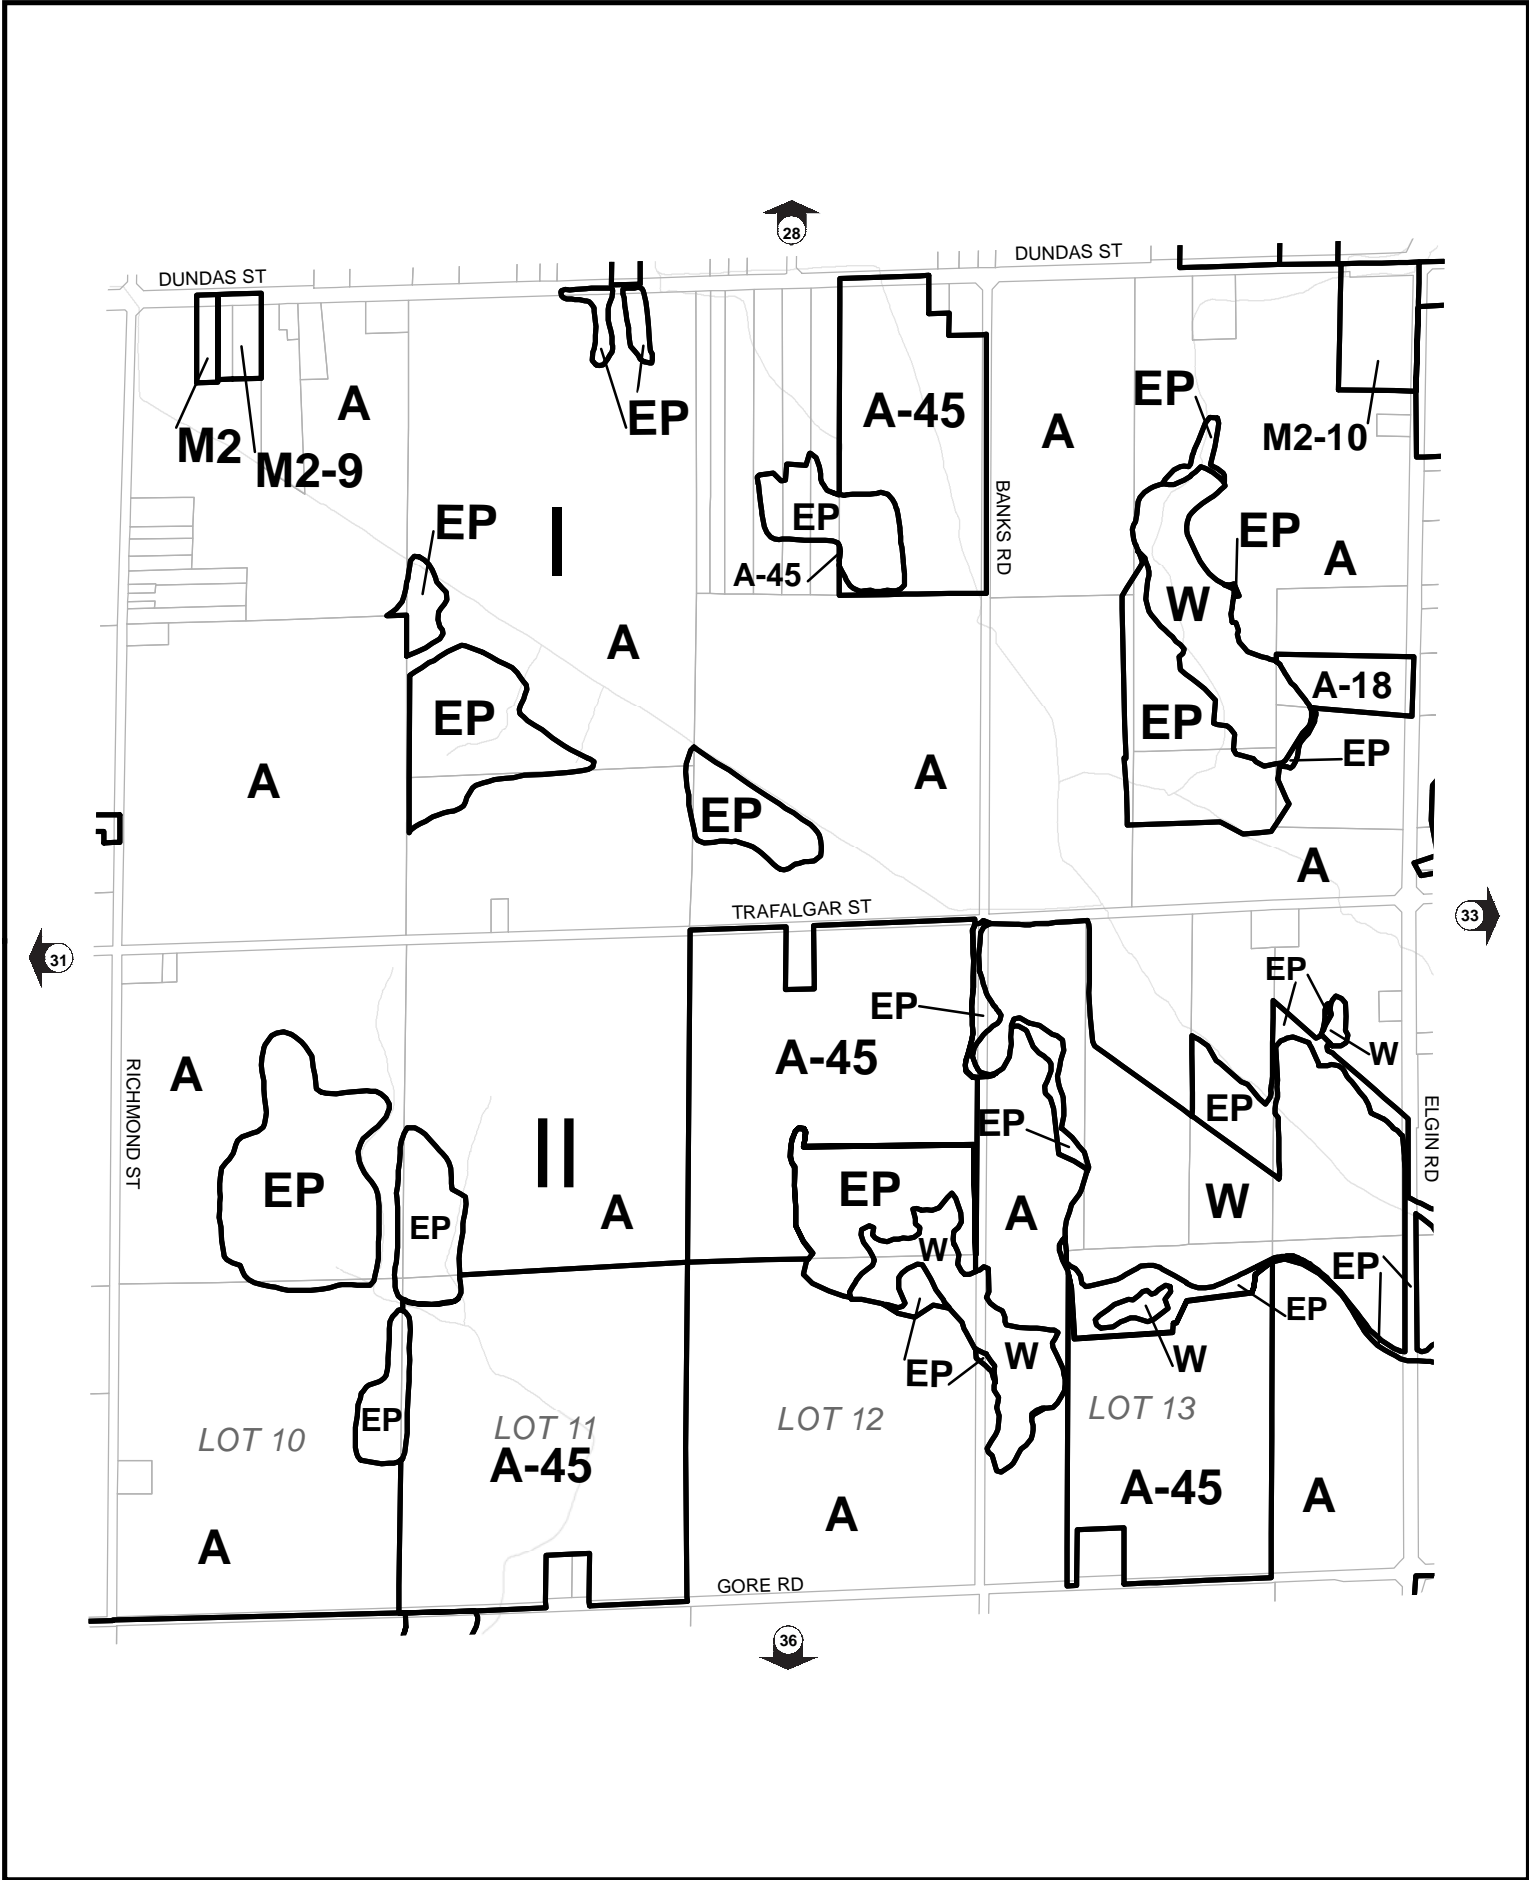 28
DUNDAS ST
DUNDAS ST
A
M2
M2-9
EP
A-45
A
EP
M2-10
EP
I
EP
A-45
BANKS RD
EP
A
W
A
A-18
EP
EP
EP
A
A
EP
A
TRAFALGAR ST
31
33
EP
EP
W
A-45
A
RICHMOND ST
EP
EP
ELGIN RD
II
EP
EP
EP
A
A
W
W
EP
EP
W
EP
W
EP
LOT 10
LOT 11
LOT 12
LOT 13
A-45
A-45
A
A
A
GORE RD
36